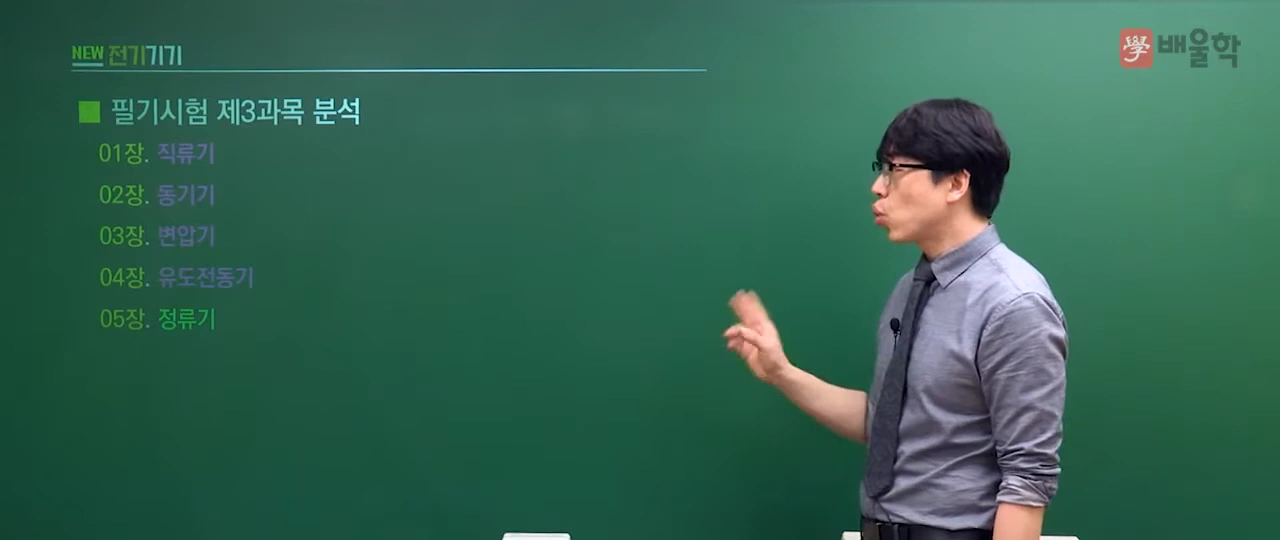 NEW 전기기기
學 배울학
■ 필기시험 제3과목 분석
01장. 직류기
02장. 동기기
03장. 변압기
04장. 유도전동기
05장. 정류기